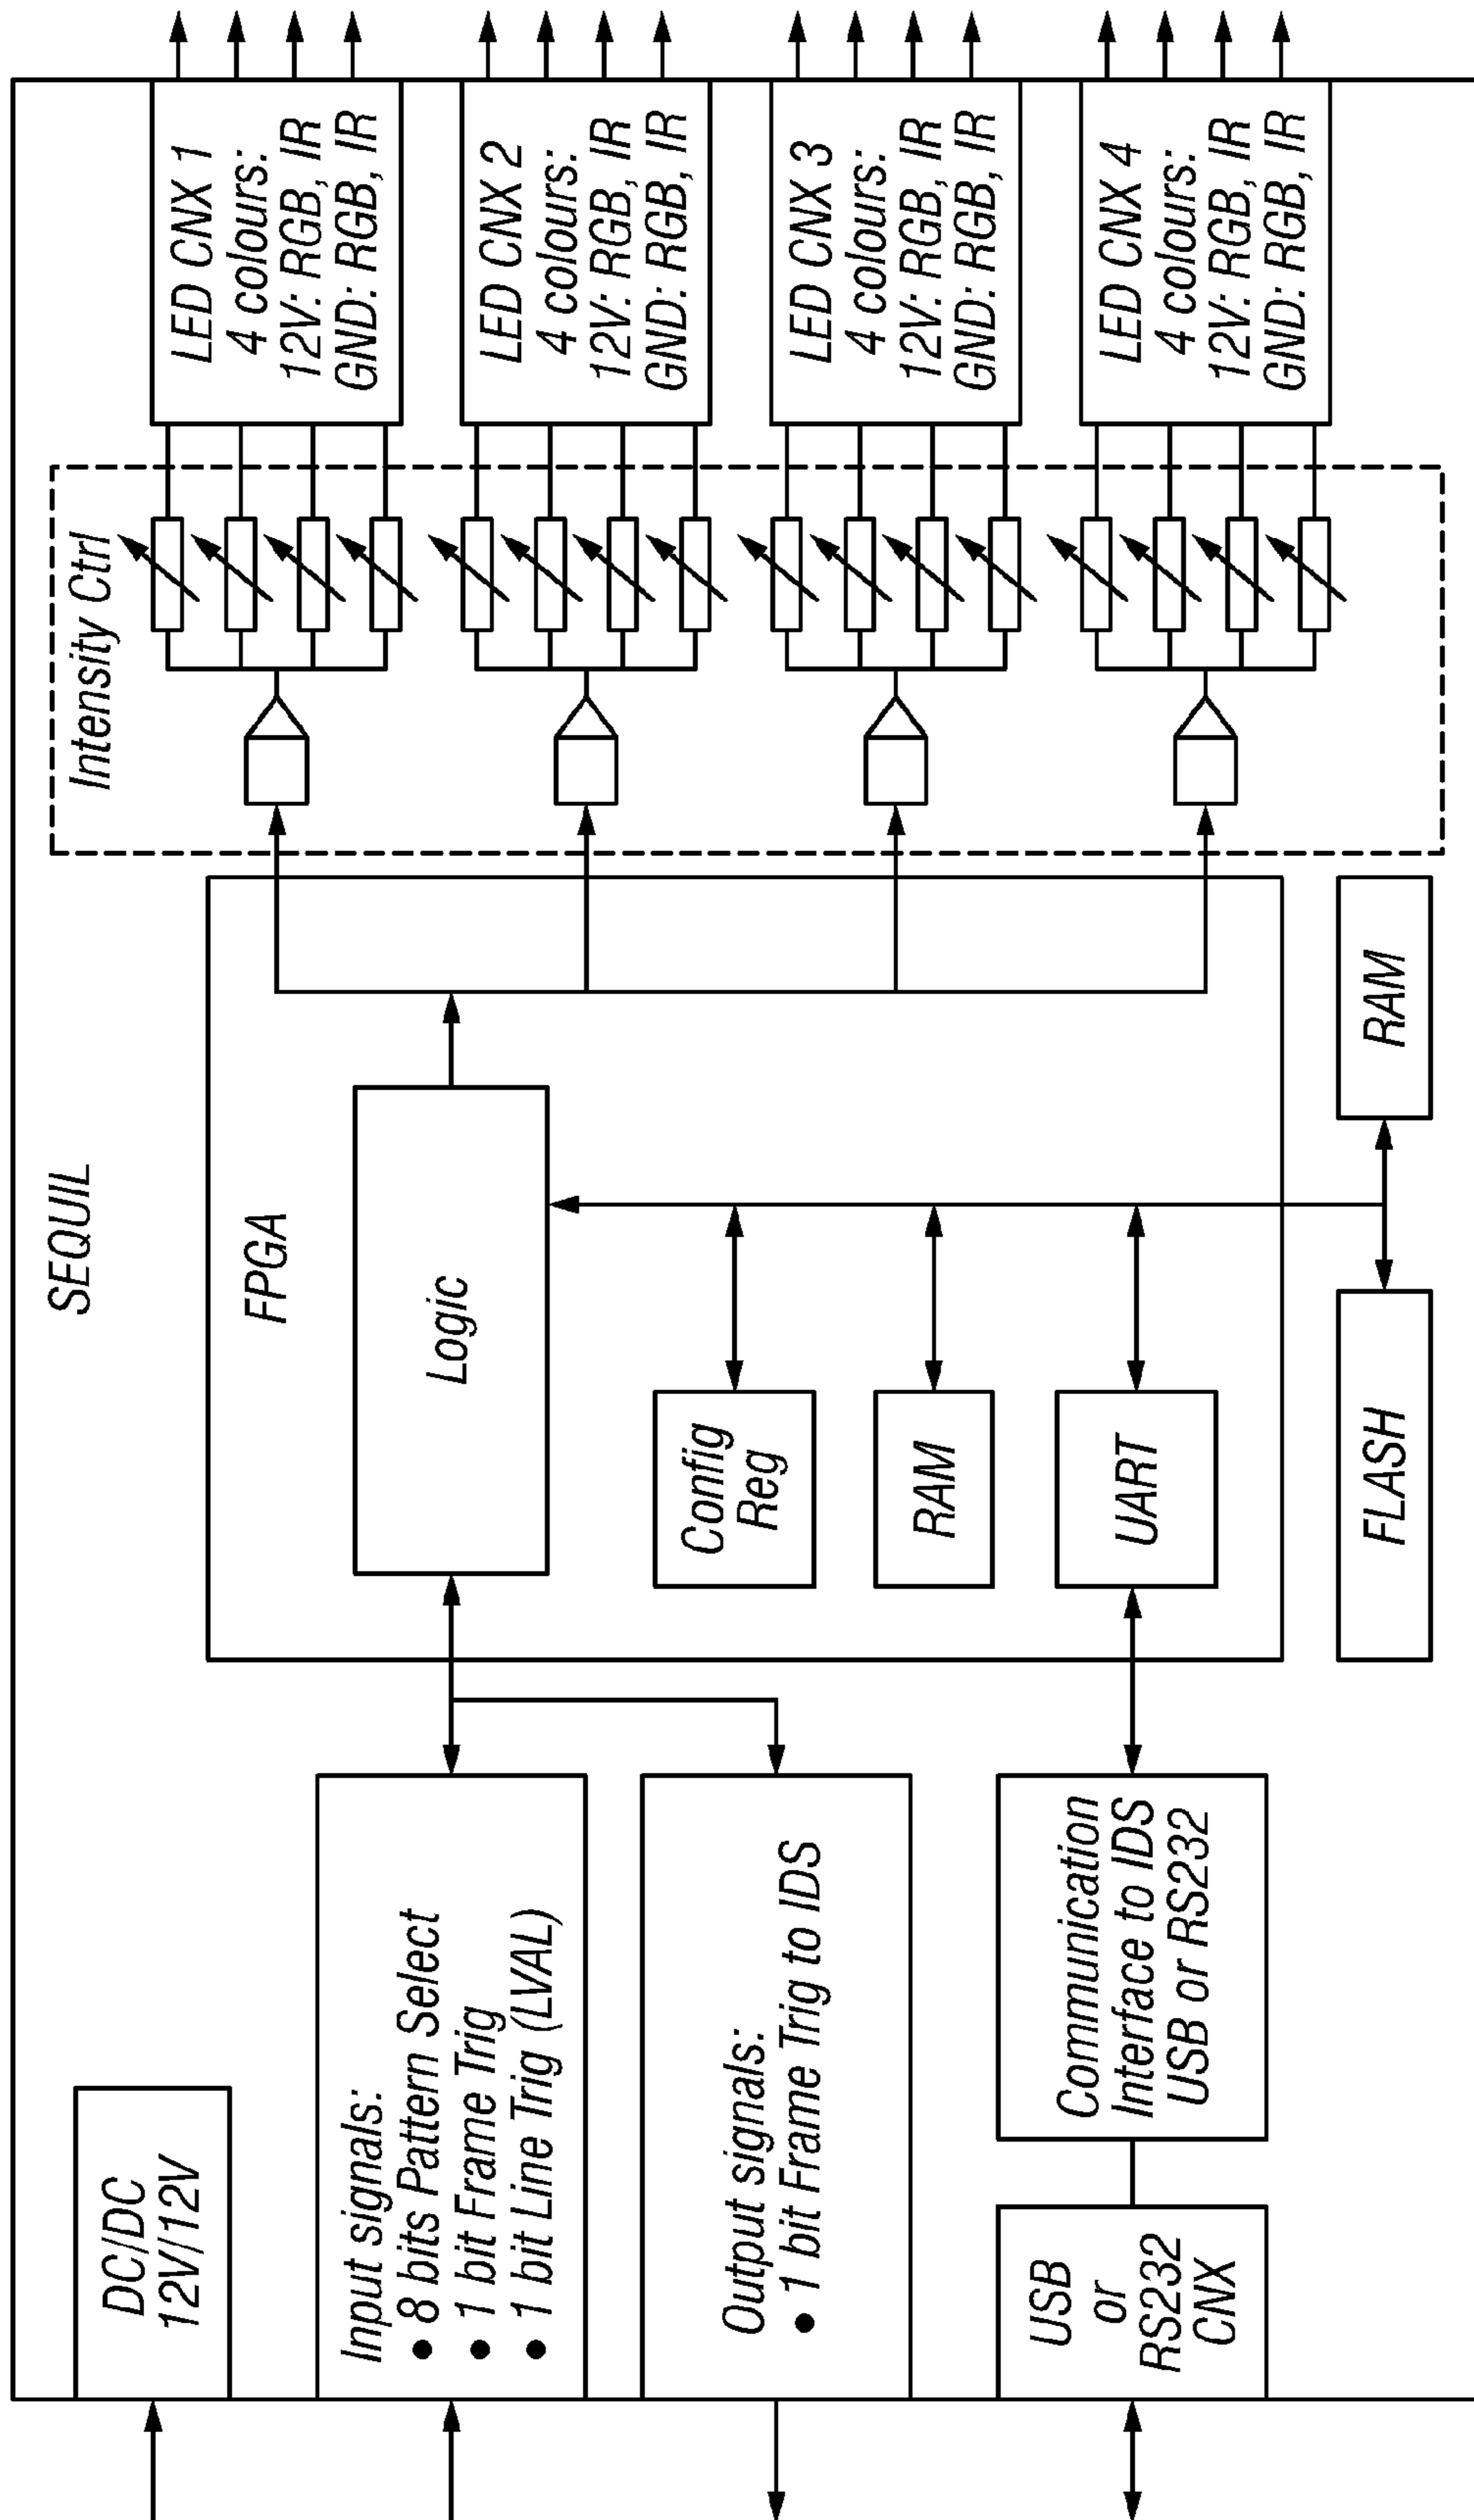 SEQUIL
DC/DC
12V/12V
Input signals:
• 8 bits Pattern Select
• 1 bit Frame Trig
• 1 bit Line Trig (LVAL)
Output signals:
• 1 bit Frame Trig to IDS
USB
or
RS232
CNX
Communication
Interface to IDS
USB or RS232
FPGA
Logic
Config
Reg
RAM
UART
FLASH
RAM
Intensity Ctrl
LED CNX 1
4 colours:
12V: RGB, IR
GND: RGB, IR
LED CNX 2
4 colours:
12V: RGB, IR
GND: RGB, IR
LED CNX 3
4 colours:
12V: RGB, IR
GND: RGB, IR
LED CNX 4
4 colours:
12V: RGB, IR
GND: RGB, IR